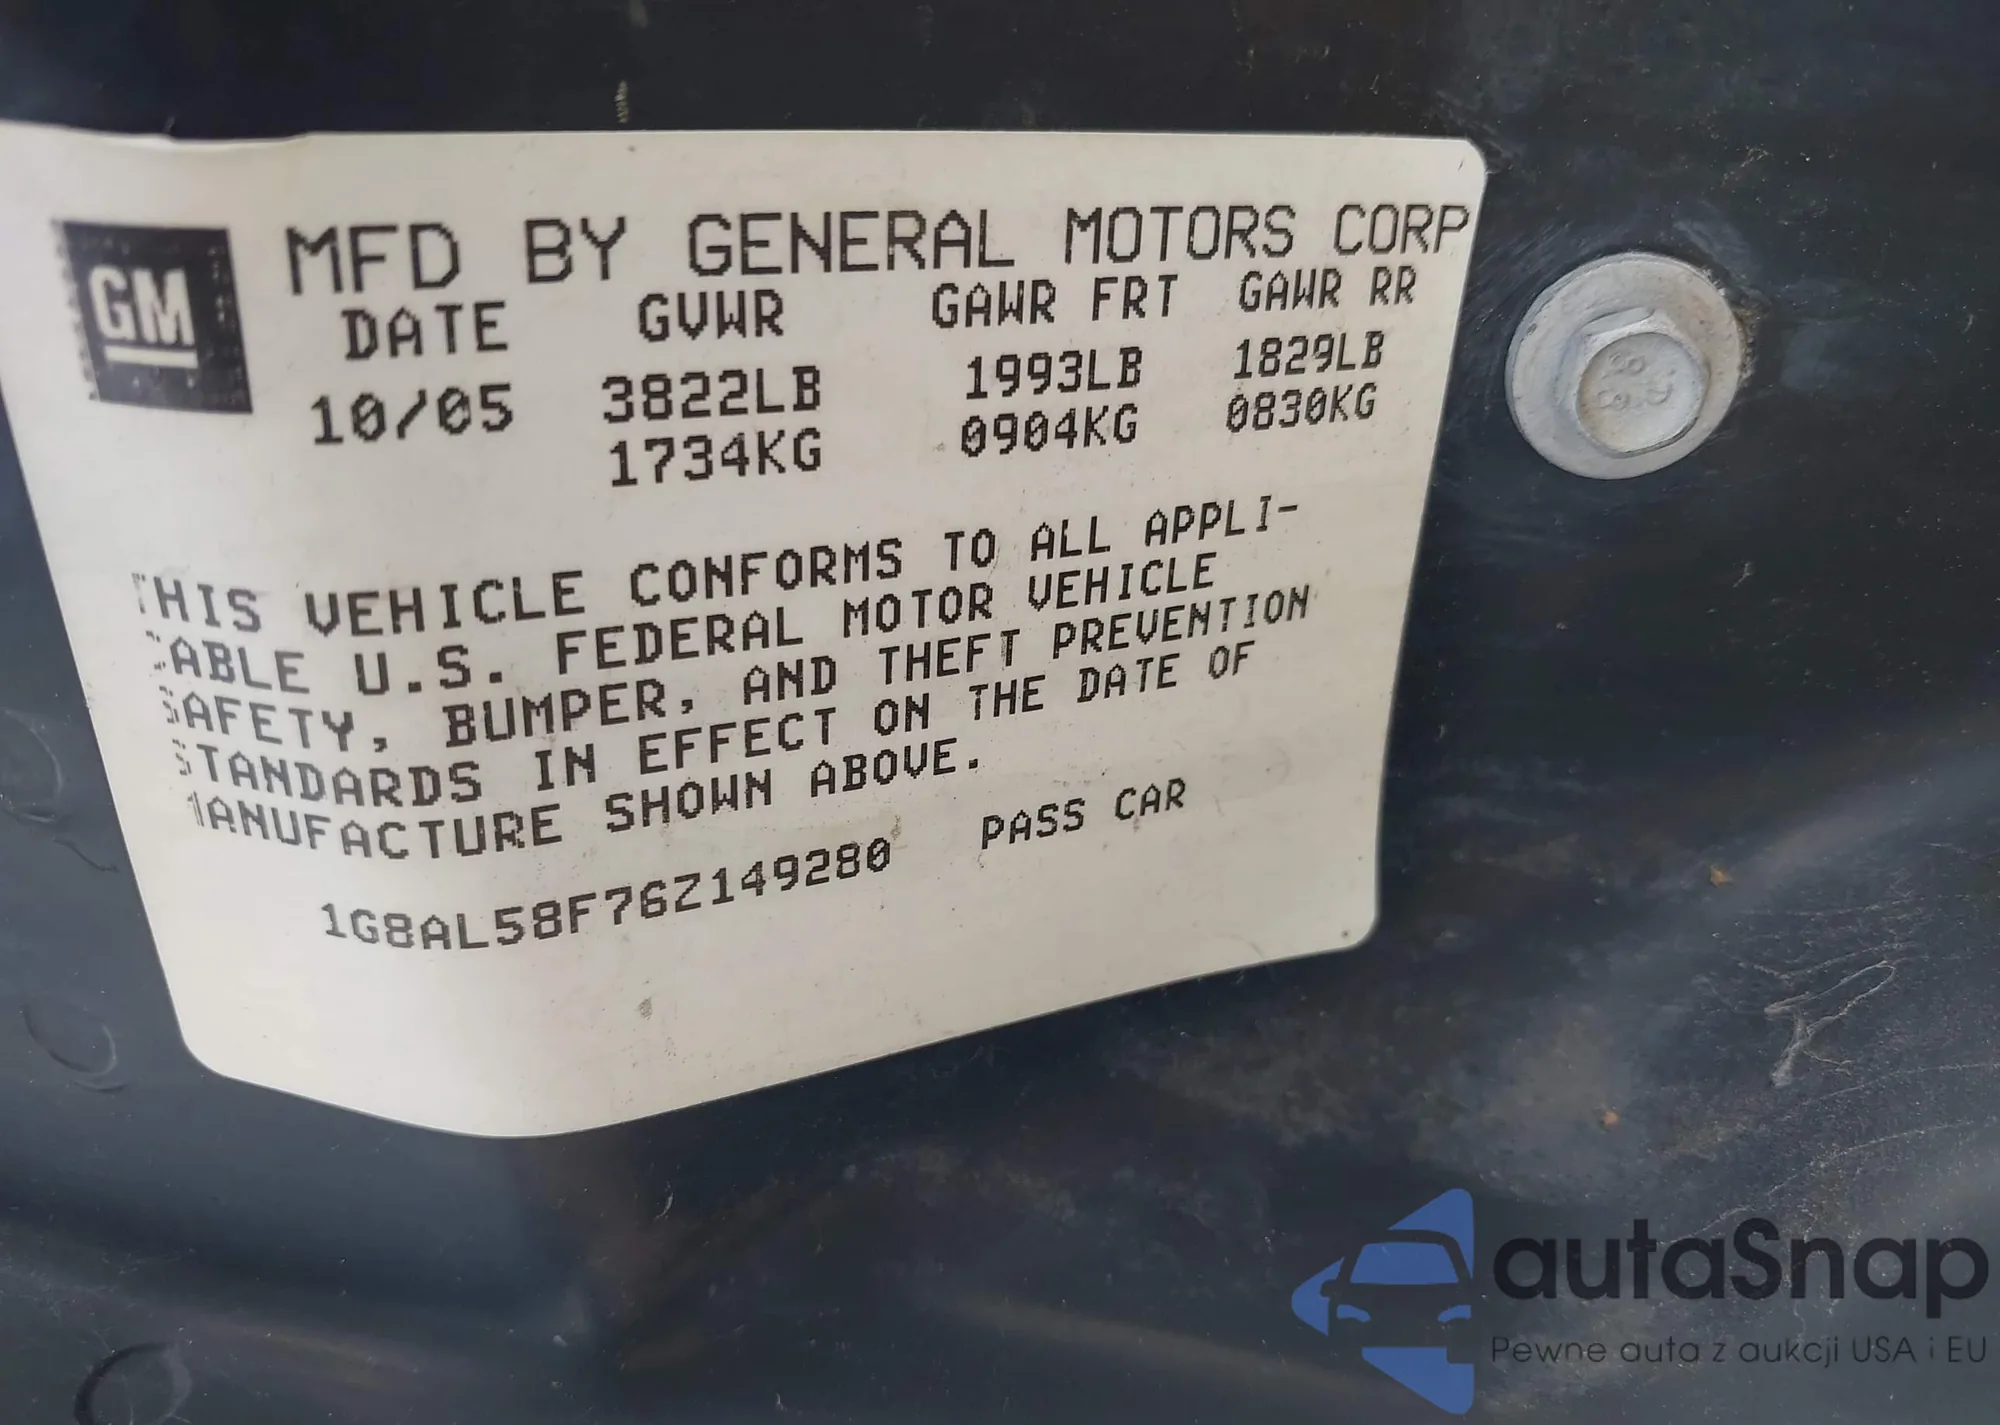 GM
MFD BY GENERAL MOTORS CORP
DATE GVWR GAWR FRT GAWR RR
10/05 3822LB 1993LB 1829LB
1734KG 0904KG 0830KG
THIS VEHICLE CONFORMS TO ALL APPLI-
CABLE U.S. FEDERAL MOTOR VEHICLE
SAFETY, BUMPER, AND THEFT PREVENTION
STANDARDS IN EFFECT ON THE DATE OF
MANUFACTURE SHOWN ABOVE.
1G8AL58F76Z149280 PASS CAR
autaSnap
Pewne auta z aukcji USA i EU